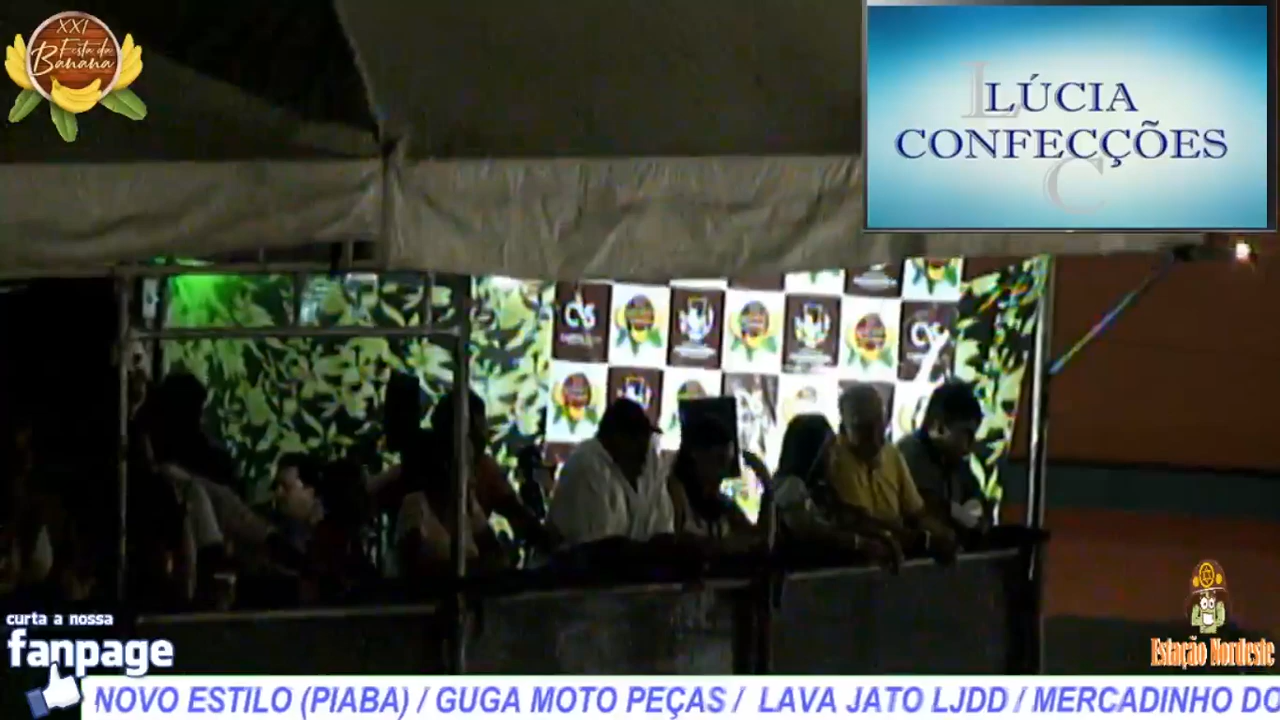 XXI
Festa da
Banana
LÚCIA
CONFECÇÕES
curta a nossa
fanpage
Estação Nordeste
NOVO ESTILO (PIABA) / GUGA MOTO PEÇAS / LAVA JATO LJDD / MERCADINHO DO